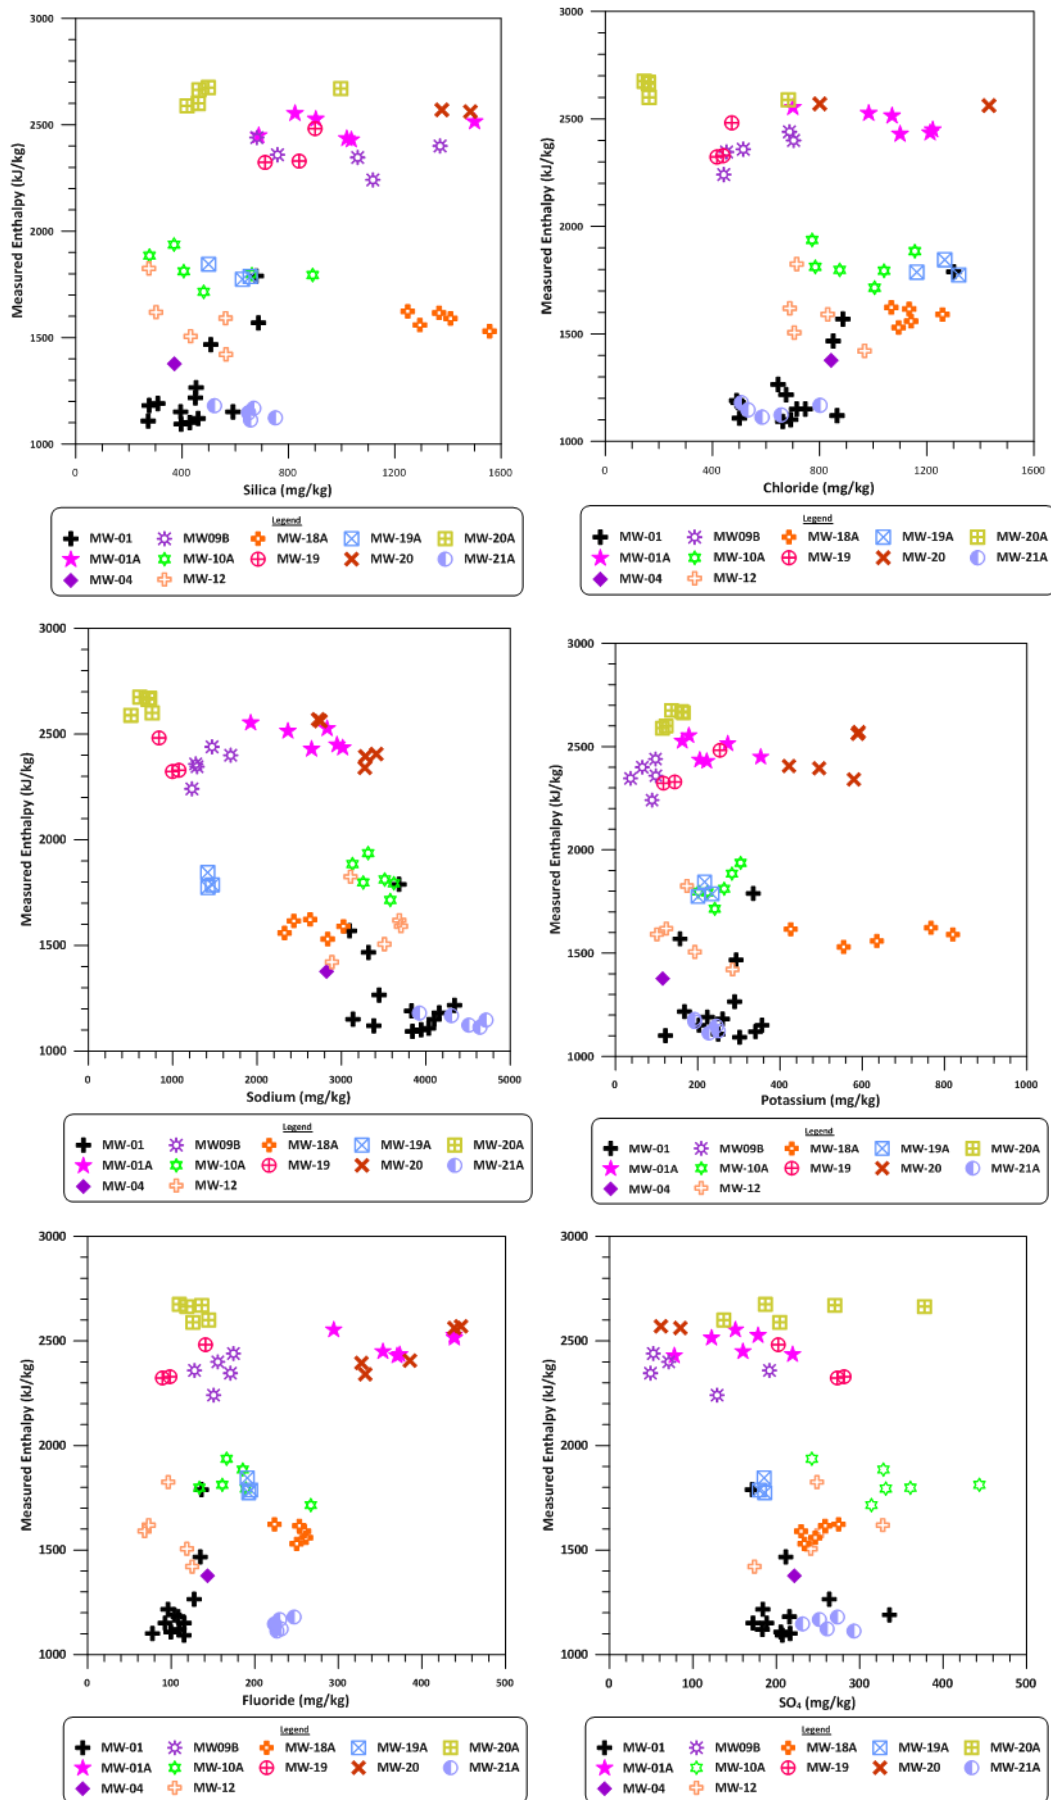 3000
2500
2000
1500
1000
Measured Enthalpy (kJ/kg)
0 400 800 1200 1600
Silica (mg/kg)
Legend
MW-01 MW09B MW-18A MW-19A MW-20A
MW-01A MW-10A MW-19 MW-20 MW-21A
MW-04 MW-12
3000
2500
2000
1500
1000
Measured Enthalpy (kJ/kg)
0 400 800 1200 1600
Chloride (mg/kg)
Legend
MW-01 MW09B MW-18A MW-19A MW-20A
MW-01A MW-10A MW-19 MW-20 MW-21A
MW-04 MW-12
3000
2500
2000
1500
1000
Measured Enthalpy (kJ/kg)
0 1000 2000 3000 4000 5000
Sodium (mg/kg)
Legend
MW-01 MW09B MW-18A MW-19A MW-20A
MW-01A MW-10A MW-19 MW-20 MW-21A
MW-04 MW-12
3000
2500
2000
1500
1000
Measured Enthalpy (kJ/kg)
0 200 400 600 800 1000
Potassium (mg/kg)
Legend
MW-01 MW09B MW-18A MW-19A MW-20A
MW-01A MW-10A MW-19 MW-20 MW-21A
MW-04 MW-12
3000
2500
2000
1500
1000
Measured Enthalpy (kJ/kg)
0 100 200 300 400 500
Fluoride (mg/kg)
Legend
MW-01 MW09B MW-18A MW-19A MW-20A
MW-01A MW-10A MW-19 MW-20 MW-21A
MW-04 MW-12
3000
2500
2000
1500
1000
Measured Enthalpy (kJ/kg)
0 100 200 300 400 500
SO₄ (mg/kg)
Legend
MW-01 MW09B MW-18A MW-19A MW-20A
MW-01A MW-10A MW-19 MW-20 MW-21A
MW-04 MW-12